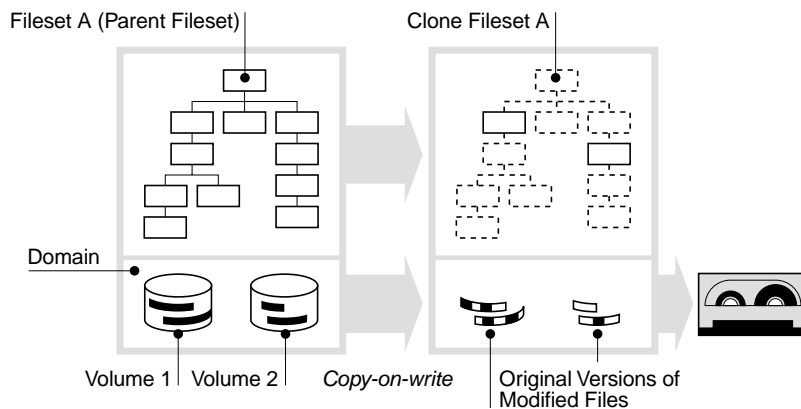 Fileset A (Parent Fileset)
Clone Fileset A
Domain
Volume 1
Volume 2
Copy-on-write
Original Versions of
Modified Files